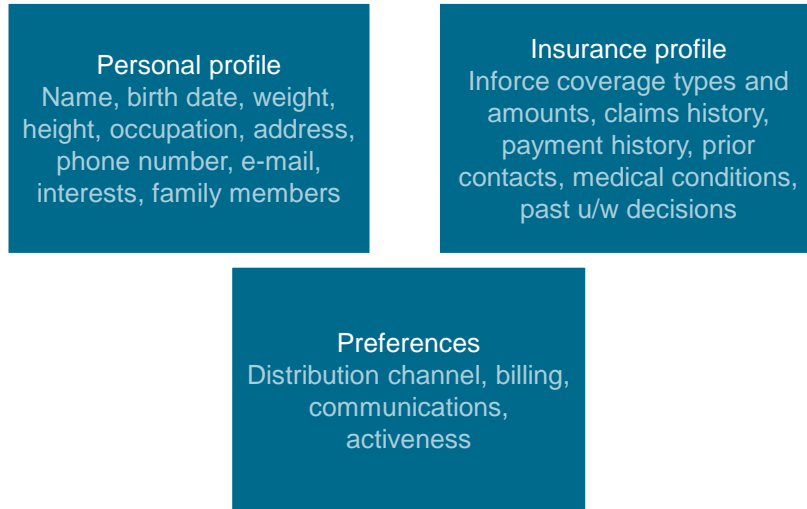 Personal profile
Name, birth date, weight,
height, occupation, address,
phone number, e-mail,
interests, family members
Insurance profile
Inforce coverage types and
amounts, claims history,
payment history, prior
contacts, medical conditions,
past u/w decisions
Preferences
Distribution channel, billing,
communications,
activeness